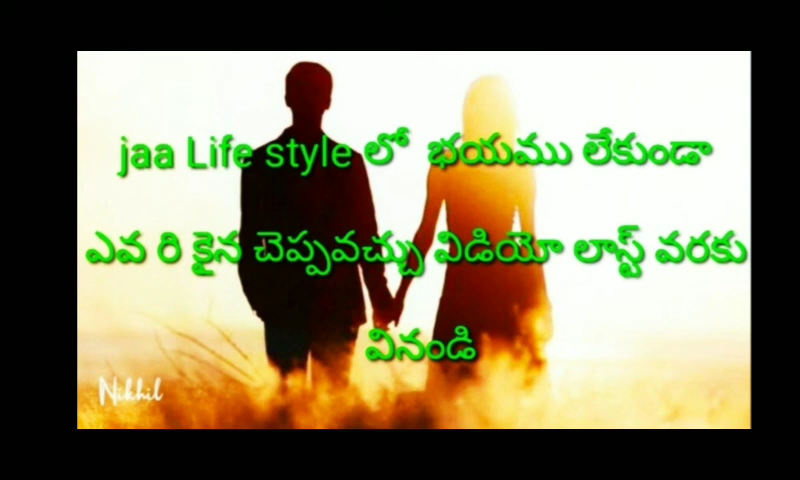 jaa Life style లో భయము లేకుండా
ఎవ రి కైన చెప్పవచ్చు విడియో లాస్ట్ వరకు
వినండి
Nikhil